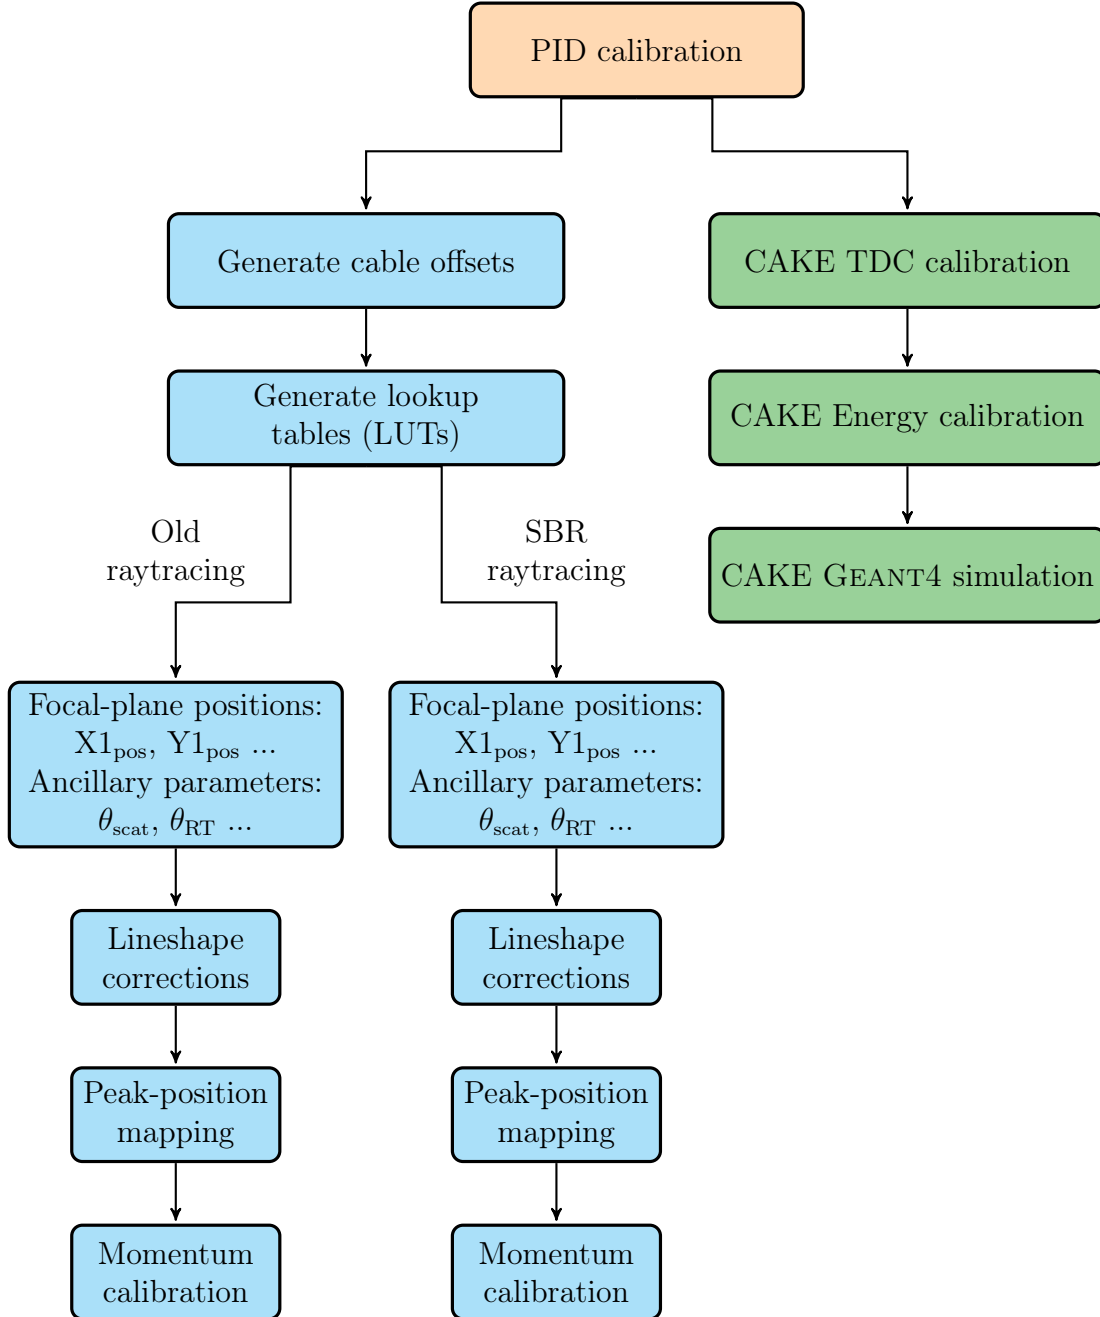 PID calibration
Generate cable offsets
CAKE TDC calibration
Generate lookup
tables (LUTs)
CAKE Energy calibration
Old
raytracing
SBR
raytracing
CAKE GEANT4 simulation
Focal-plane positions:
X1pos, Y1pos ...
Ancillary parameters:
θscat, θRT ...
Focal-plane positions:
X1pos, Y1pos ...
Ancillary parameters:
θscat, θRT ...
Lineshape
corrections
Lineshape
corrections
Peak-position
mapping
Peak-position
mapping
Momentum
calibration
Momentum
calibration